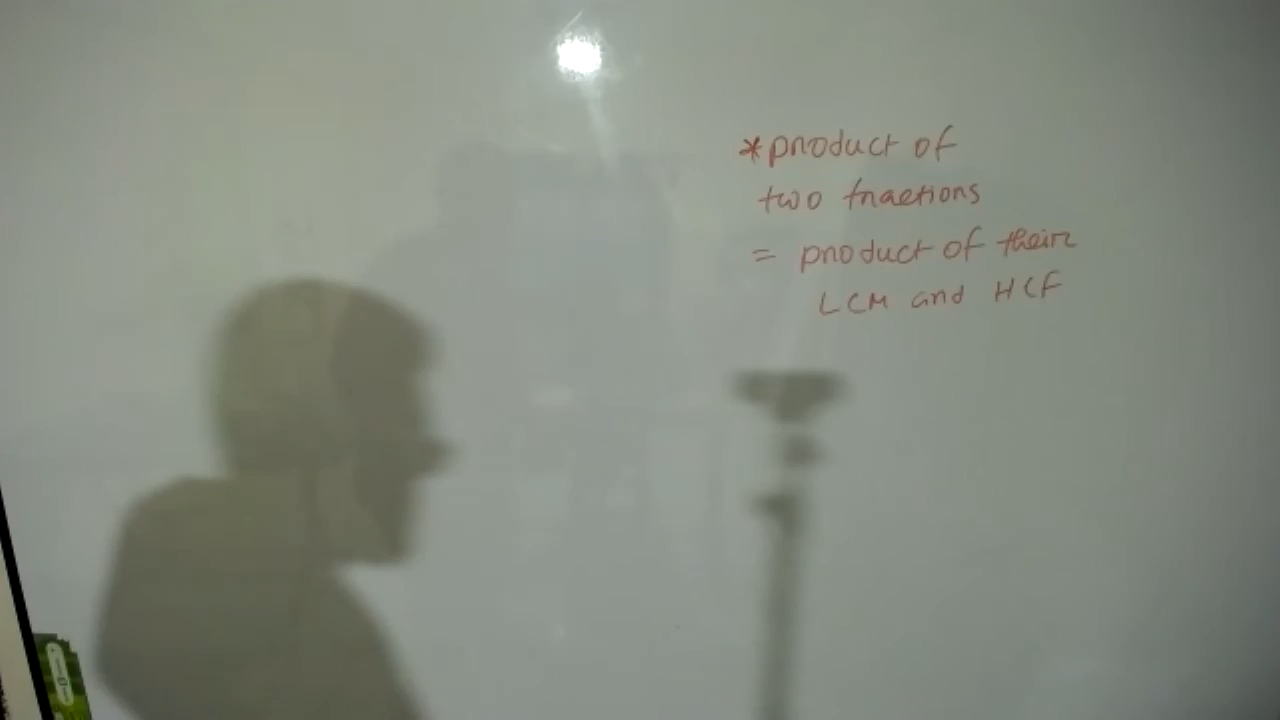 *product of
two fractions
= product of their
LCM and HCF